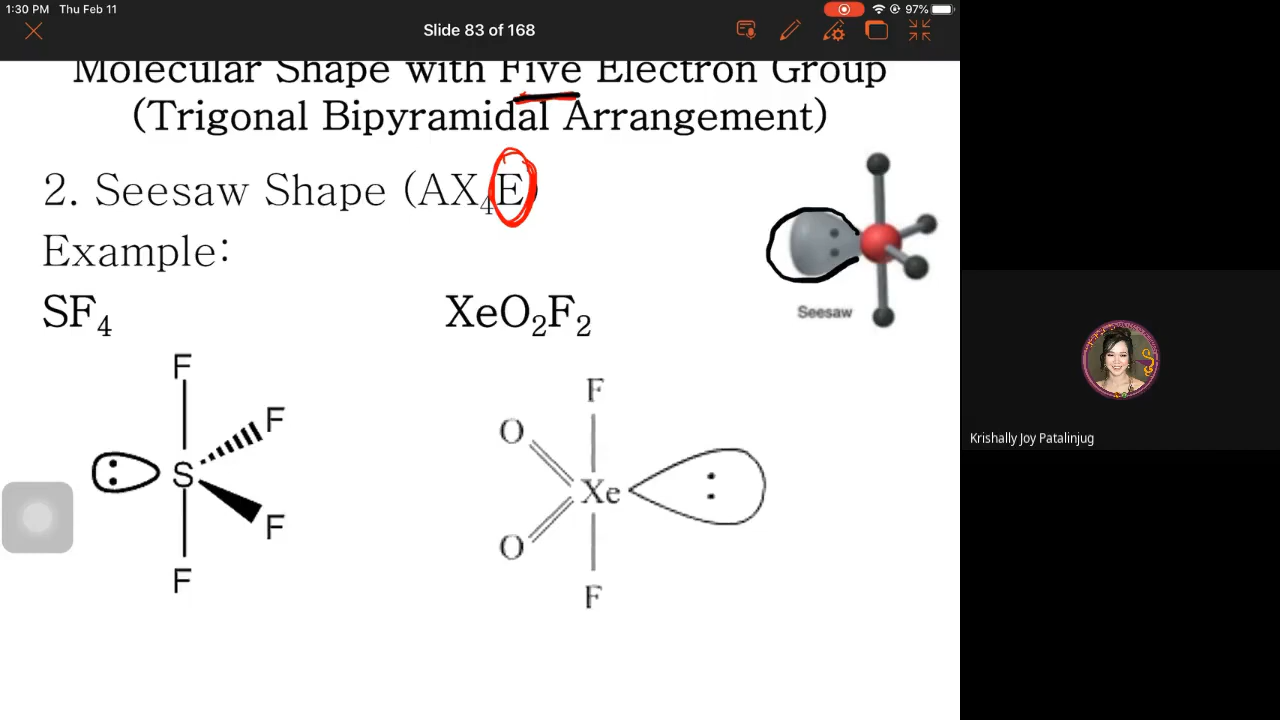 1:30 PM Thu Feb 11
97%
Slide 83 of 168
Molecular Shape with Five Electron Group
(Trigonal Bipyramidal Arrangement)
2. Seesaw Shape (AX₄E)
Example:
SF₄ XeO₂F₂
Seesaw
F
F
S
F
F
F
O
Xe
O
F
Krishally Joy Patalinjug